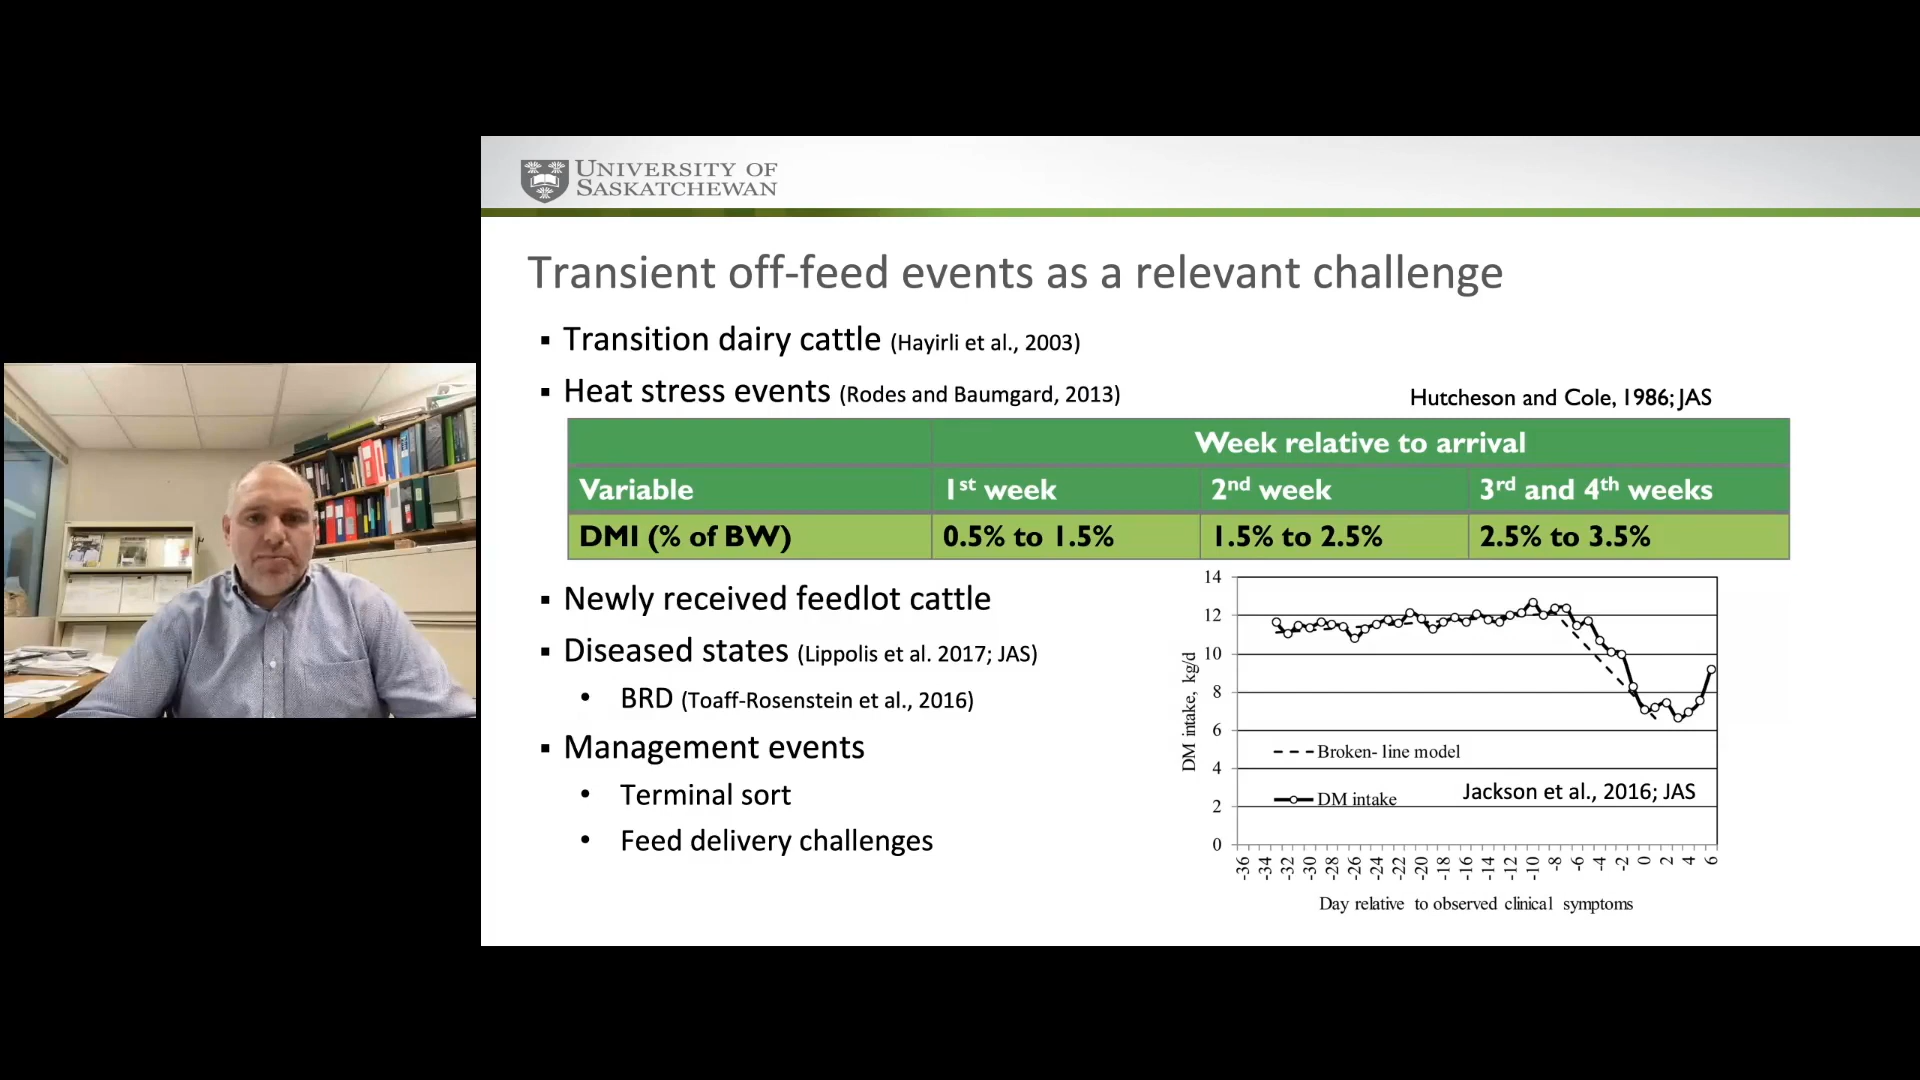 UNIVERSITY OF
SASKATCHEWAN
Transient off-feed events as a relevant challenge
▪ Transition dairy cattle (Hayirli et al., 2003)
▪ Heat stress events (Rodes and Baumgard, 2013)
Hutcheson and Cole, 1986; JAS
Week relative to arrival
Variable 1st week 2nd week 3rd and 4th weeks
DMI (% of BW) 0.5% to 1.5% 1.5% to 2.5% 2.5% to 3.5%
▪ Newly received feedlot cattle
▪ Diseased states (Lippolis et al. 2017; JAS)
• BRD (Toaff-Rosenstein et al., 2016)
▪ Management events
• Terminal sort
• Feed delivery challenges
DM intake, kg/d
14
12
10
8
6
4
2
0
Broken- line model
DM intake
Jackson et al., 2016; JAS
-36 -34 -32 -30 -28 -26 -24 -22 -20 -18 -16 -14 -12 -10 -8 -6 -4 -2 0 2 4 6
Day relative to observed clinical symptoms